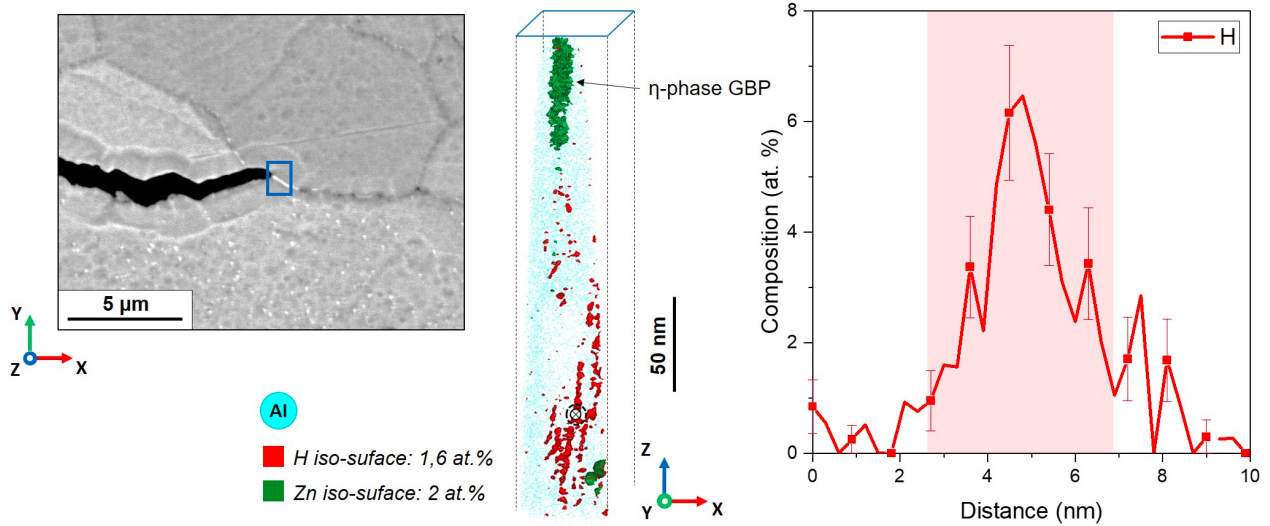 5 µm
Y
Z
X
Al
H iso-suface: 1,6 at.%
Zn iso-suface: 2 at.%
η-phase GBP
50 nm
Z
Y
X
8
6
4
2
0
Composition (at. %)
H
0
2
4
6
8
10
Distance (nm)